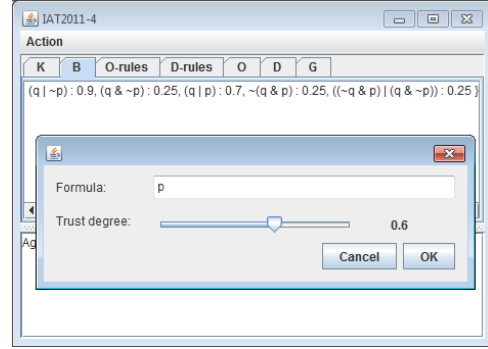 IAT2011-4
Action
K B O-rules D-rules O D G
(q | ~p) : 0.9, (q & ~p) : 0.25, (q | p) : 0.7, ~(q & p) : 0.25, ((~q & p) | (q & ~p)) : 0.25 }
Formula: p
Trust degree: 0.6
Ag
Cancel OK